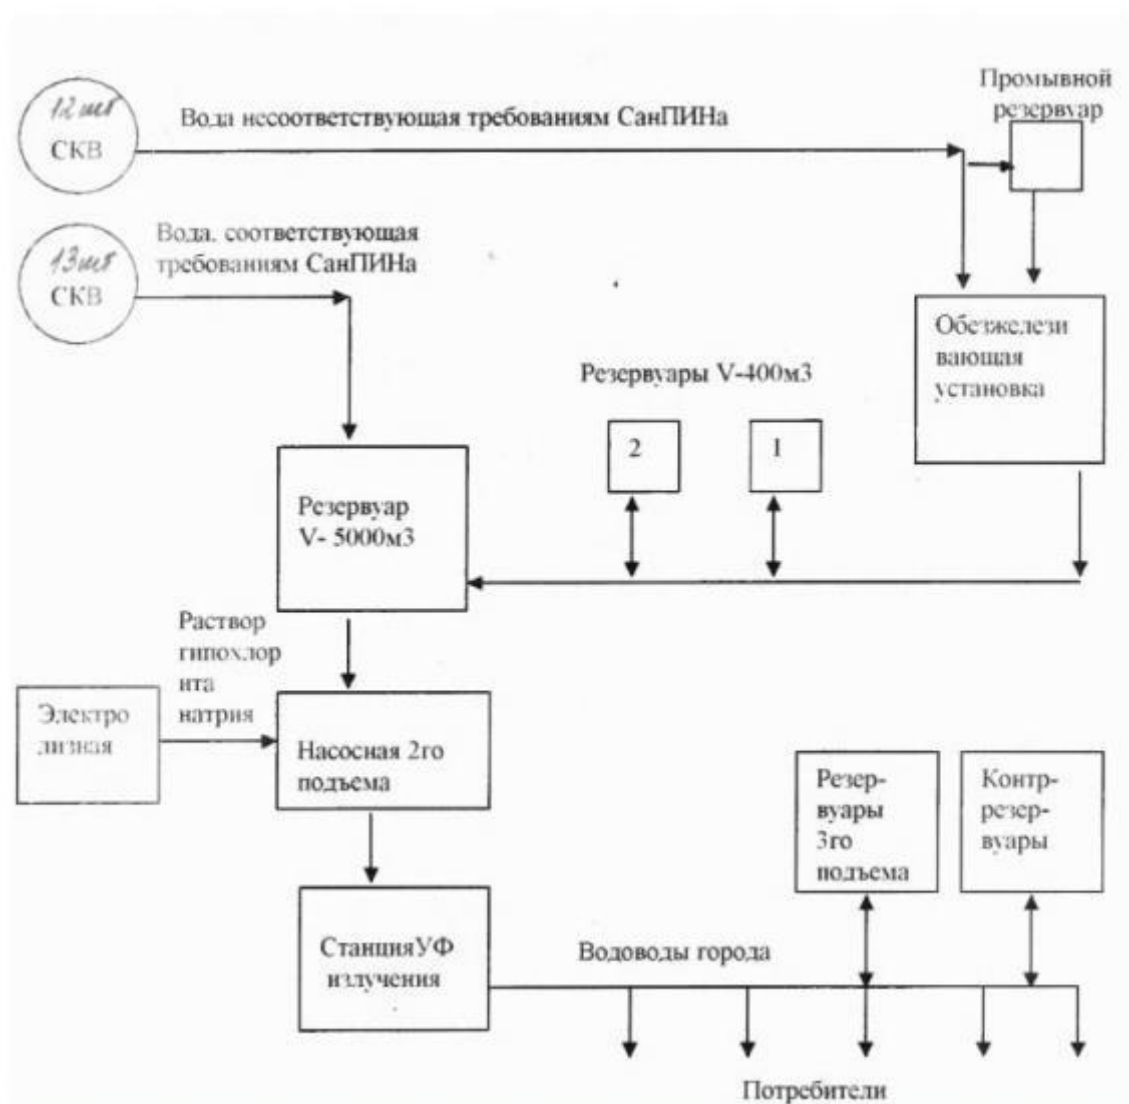 Промывной
резервуар
12 шт
СКВ
Вода несоответствующая требованиям СанПИНа
13 шт
СКВ
Вода, соответствующая
требованиям СанПИНа
Обезжелези
вающая
установка
Резервуары V-400м3
2
1
Резервуар
V- 5000м3
Раствор
гипохлор
ита
натрия
Электро
лизная
Насосная 2го
подъема
Резер-
вуары
3го
подъема
Контр-
резер-
вуары
СтанцияУФ
излучения
Водоводы города
Потребители